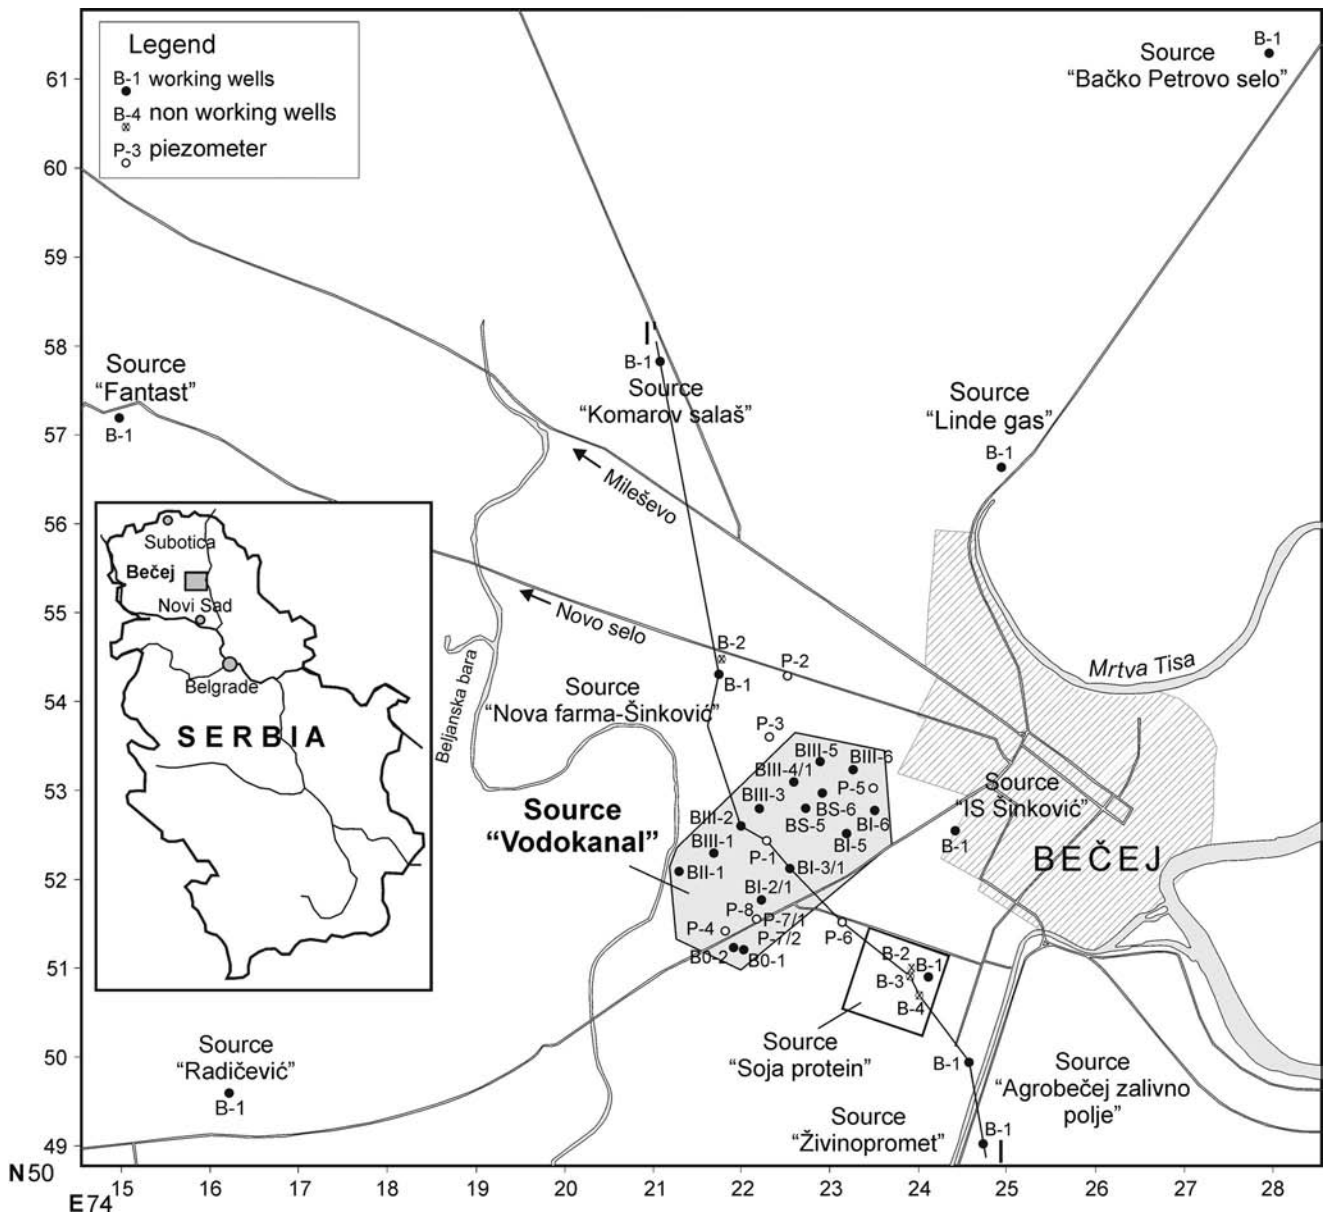 Legend
B-1 working wells
B-4 non working wells
P-3 piezometer
Source
“Bačko Petrovo selo”
B-1
61
60
59
58
57
56
55
54
53
52
51
50
49
N50
E74
15
16
17
18
19
20
21
22
23
24
25
26
27
28
Source
“Fantast”
B-1
I'
B-1
Source
“Komarov salaš”
Source
“Linde gas”
B-1
Mileševo
Novo selo
Subotica
Bečej
Novi Sad
Belgrade
SERBIA
Beljanska bara
Mrtva Tisa
B-2
B-1
P-2
Source
“Nova farma-Šinković”
P-3
BIII-5
BIII-6
BIII-4/1
P-5
BIII-3
BS-6
BS-5
BI-6
BIII-2
BI-5
Source
“Vodokanal”
BIII-1
P-1
BII-1
BI-3/1
BI-2/1
P-8
P-7/1
P-4
P-7/2
B0-2
B0-1
P-6
Source
“IS Šinković”
B-1
BEČEJ
B-2
B-1
B-3
B-4
Source
“Soja protein”
B-1
Source
“Agrobečej zalivno
polje”
Source
“Živinopromet”
B-1
I
Source
“Radičević”
B-1